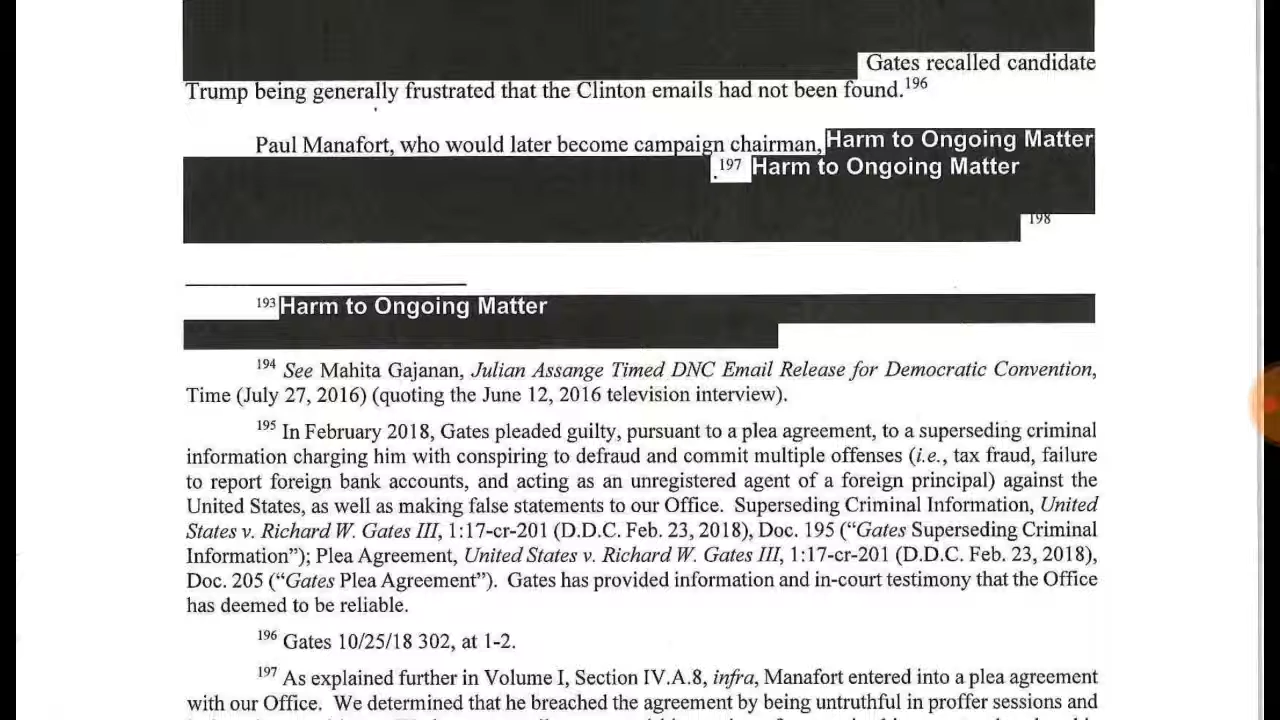 Gates recalled candidate
Trump being generally frustrated that the Clinton emails had not been found.196
Paul Manafort, who would later become campaign chairman, Harm to Ongoing Matter
.197 Harm to Ongoing Matter
198
193 Harm to Ongoing Matter
194 See Mahita Gajanan, Julian Assange Timed DNC Email Release for Democratic Convention,
Time (July 27, 2016) (quoting the June 12, 2016 television interview).
195 In February 2018, Gates pleaded guilty, pursuant to a plea agreement, to a superseding criminal
information charging him with conspiring to defraud and commit multiple offenses (i.e., tax fraud, failure
to report foreign bank accounts, and acting as an unregistered agent of a foreign principal) against the
United States, as well as making false statements to our Office. Superseding Criminal Information, United
States v. Richard W. Gates III, 1:17-cr-201 (D.D.C. Feb. 23, 2018), Doc. 195 (“Gates Superseding Criminal
Information”); Plea Agreement, United States v. Richard W. Gates III, 1:17-cr-201 (D.D.C. Feb. 23, 2018),
Doc. 205 (“Gates Plea Agreement”). Gates has provided information and in-court testimony that the Office
has deemed to be reliable.
196 Gates 10/25/18 302, at 1-2.
197 As explained further in Volume I, Section IV.A.8, infra, Manafort entered into a plea agreement
with our Office. We determined that he breached the agreement by being untruthful in proffer sessions and